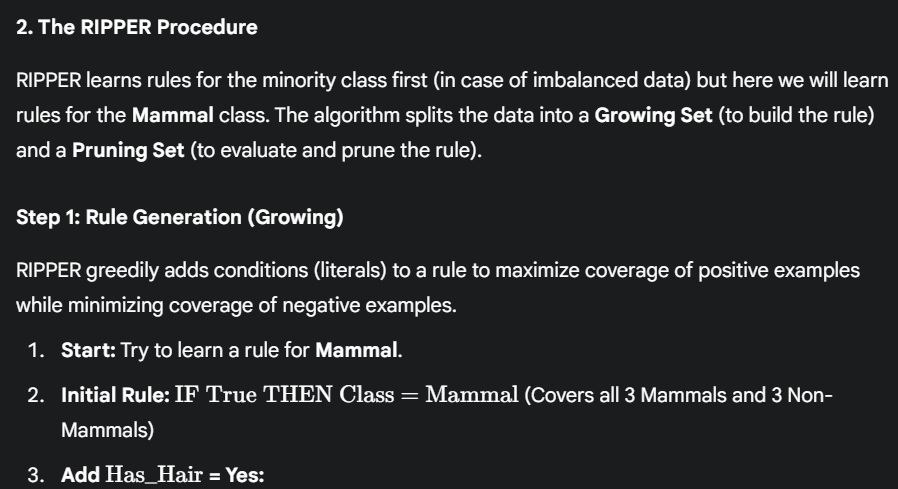 2. The RIPPER Procedure
RIPPER learns rules for the minority class first (in case of imbalanced data) but here we will learn
rules for the Mammal class. The algorithm splits the data into a Growing Set (to build the rule)
and a Pruning Set (to evaluate and prune the rule).
Step 1: Rule Generation (Growing)
RIPPER greedily adds conditions (literals) to a rule to maximize coverage of positive examples
while minimizing coverage of negative examples.
1. Start: Try to learn a rule for Mammal.
2. Initial Rule: IF True THEN Class = Mammal (Covers all 3 Mammals and 3 Non-
Mammals)
3. Add Has_Hair = Yes: